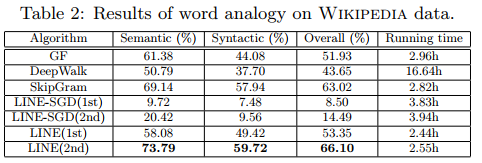 Table 2: Results of word analogy on WIKIPEDIA data.
Algorithm Semantic (%) Syntactic (%) Overall (%) Running time
GF 61.38 44.08 51.93 2.96h
DeepWalk 50.79 37.70 43.65 16.64h
SkipGram 69.14 57.94 63.02 2.82h
LINE-SGD(1st) 9.72 7.48 8.50 3.83h
LINE-SGD(2nd) 20.42 9.56 14.49 3.94h
LINE(1st) 58.08 49.42 53.35 2.44h
LINE(2nd) 73.79 59.72 66.10 2.55h